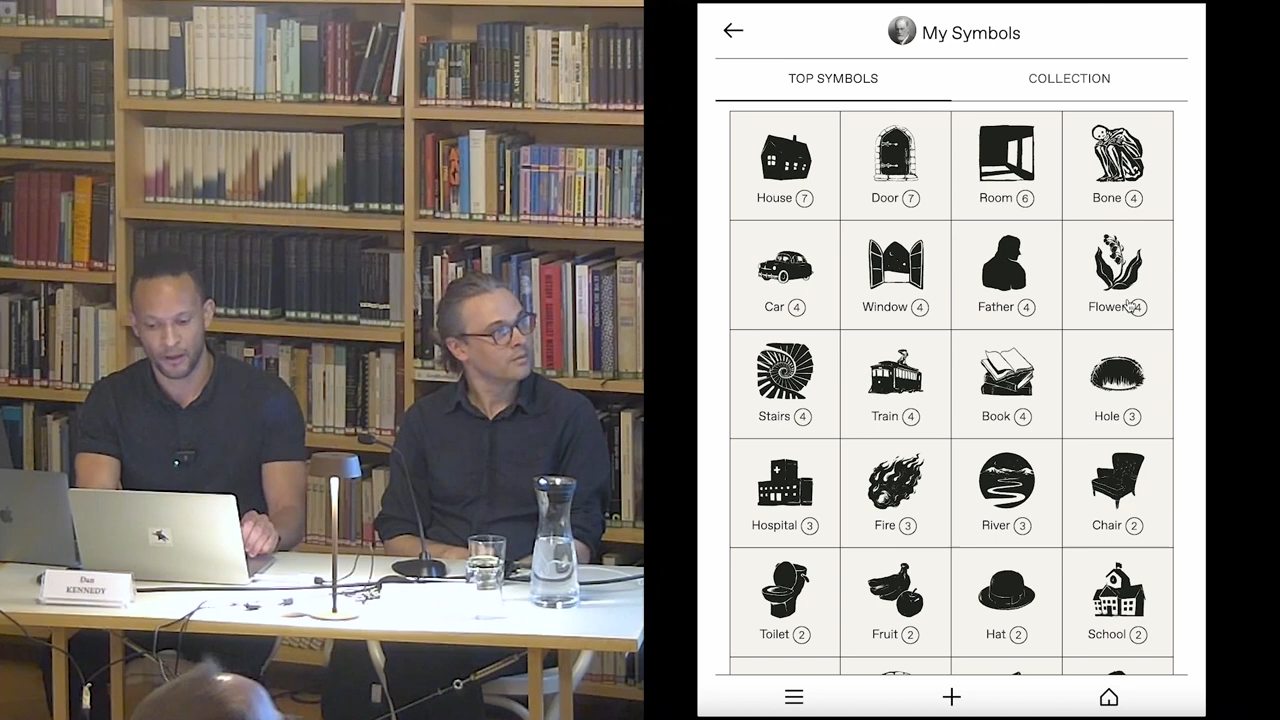 My Symbols
TOP SYMBOLS
COLLECTION
House 7
Door 7
Room 6
Bone 4
Car 4
Window 4
Father 4
Flower 4
Stairs 4
Train 4
Book 4
Hole 3
Hospital 3
Fire 3
River 3
Chair 2
Toilet 2
Fruit 2
Hat 2
School 2
Dan
KENNEDY